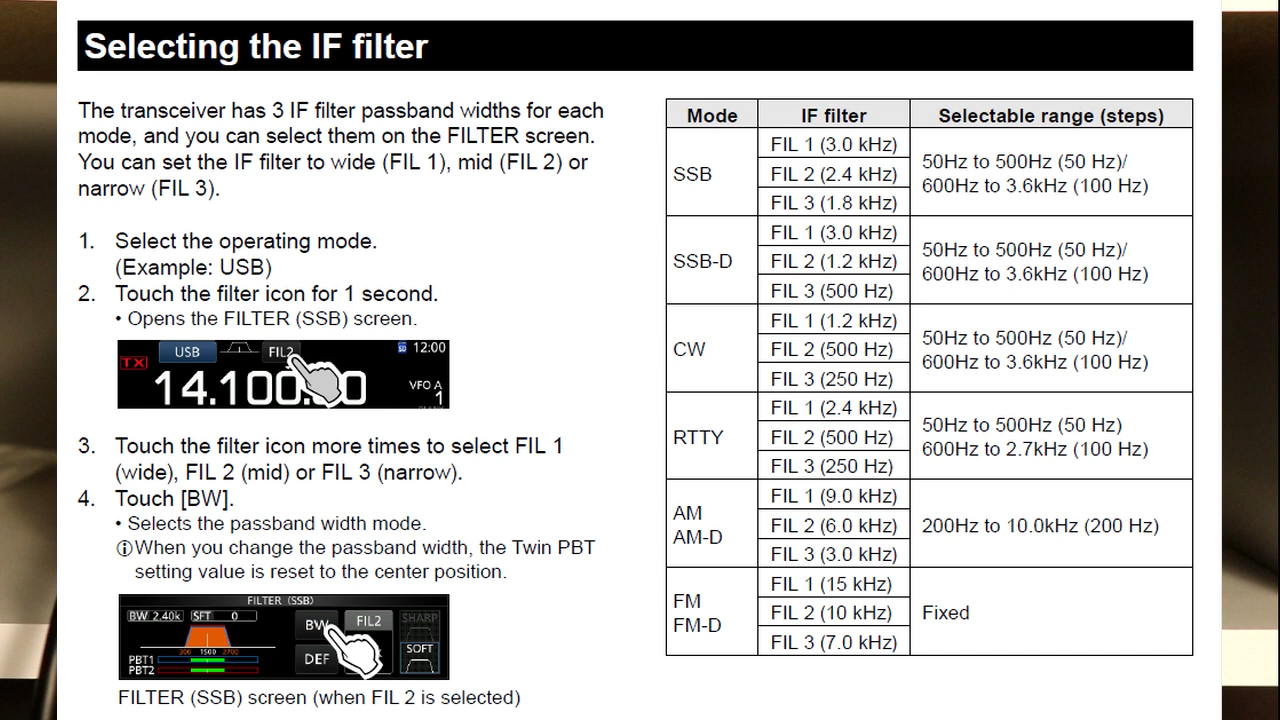 Selecting the IF filter
The transceiver has 3 IF filter passband widths for each
mode, and you can select them on the FILTER screen.
You can set the IF filter to wide (FIL 1), mid (FIL 2) or
narrow (FIL 3).
1. Select the operating mode.
(Example: USB)
2. Touch the filter icon for 1 second.
• Opens the FILTER (SSB) screen.
USB FIL2 12:00
TX
14.100.00
VFO A
1
3. Touch the filter icon more times to select FIL 1
(wide), FIL 2 (mid) or FIL 3 (narrow).
4. Touch [BW].
• Selects the passband width mode.
ⓘWhen you change the passband width, the Twin PBT
setting value is reset to the center position.
FILTER (SSB)
BW 2.40k SFT 0
BW FIL2 SHARP
300 1500 2700
PBT1
PBT2
DEF SOFT
FILTER (SSB) screen (when FIL 2 is selected)
Mode IF filter Selectable range (steps)
SSB
FIL 1 (3.0 kHz)
FIL 2 (2.4 kHz)
FIL 3 (1.8 kHz)
50Hz to 500Hz (50 Hz)/
600Hz to 3.6kHz (100 Hz)
SSB-D
FIL 1 (3.0 kHz)
FIL 2 (1.2 kHz)
FIL 3 (500 Hz)
50Hz to 500Hz (50 Hz)/
600Hz to 3.6kHz (100 Hz)
CW
FIL 1 (1.2 kHz)
FIL 2 (500 Hz)
FIL 3 (250 Hz)
50Hz to 500Hz (50 Hz)/
600Hz to 3.6kHz (100 Hz)
RTTY
FIL 1 (2.4 kHz)
FIL 2 (500 Hz)
FIL 3 (250 Hz)
50Hz to 500Hz (50 Hz)
600Hz to 2.7kHz (100 Hz)
AM
AM-D
FIL 1 (9.0 kHz)
FIL 2 (6.0 kHz)
FIL 3 (3.0 kHz)
200Hz to 10.0kHz (200 Hz)
FM
FM-D
FIL 1 (15 kHz)
FIL 2 (10 kHz)
FIL 3 (7.0 kHz)
Fixed